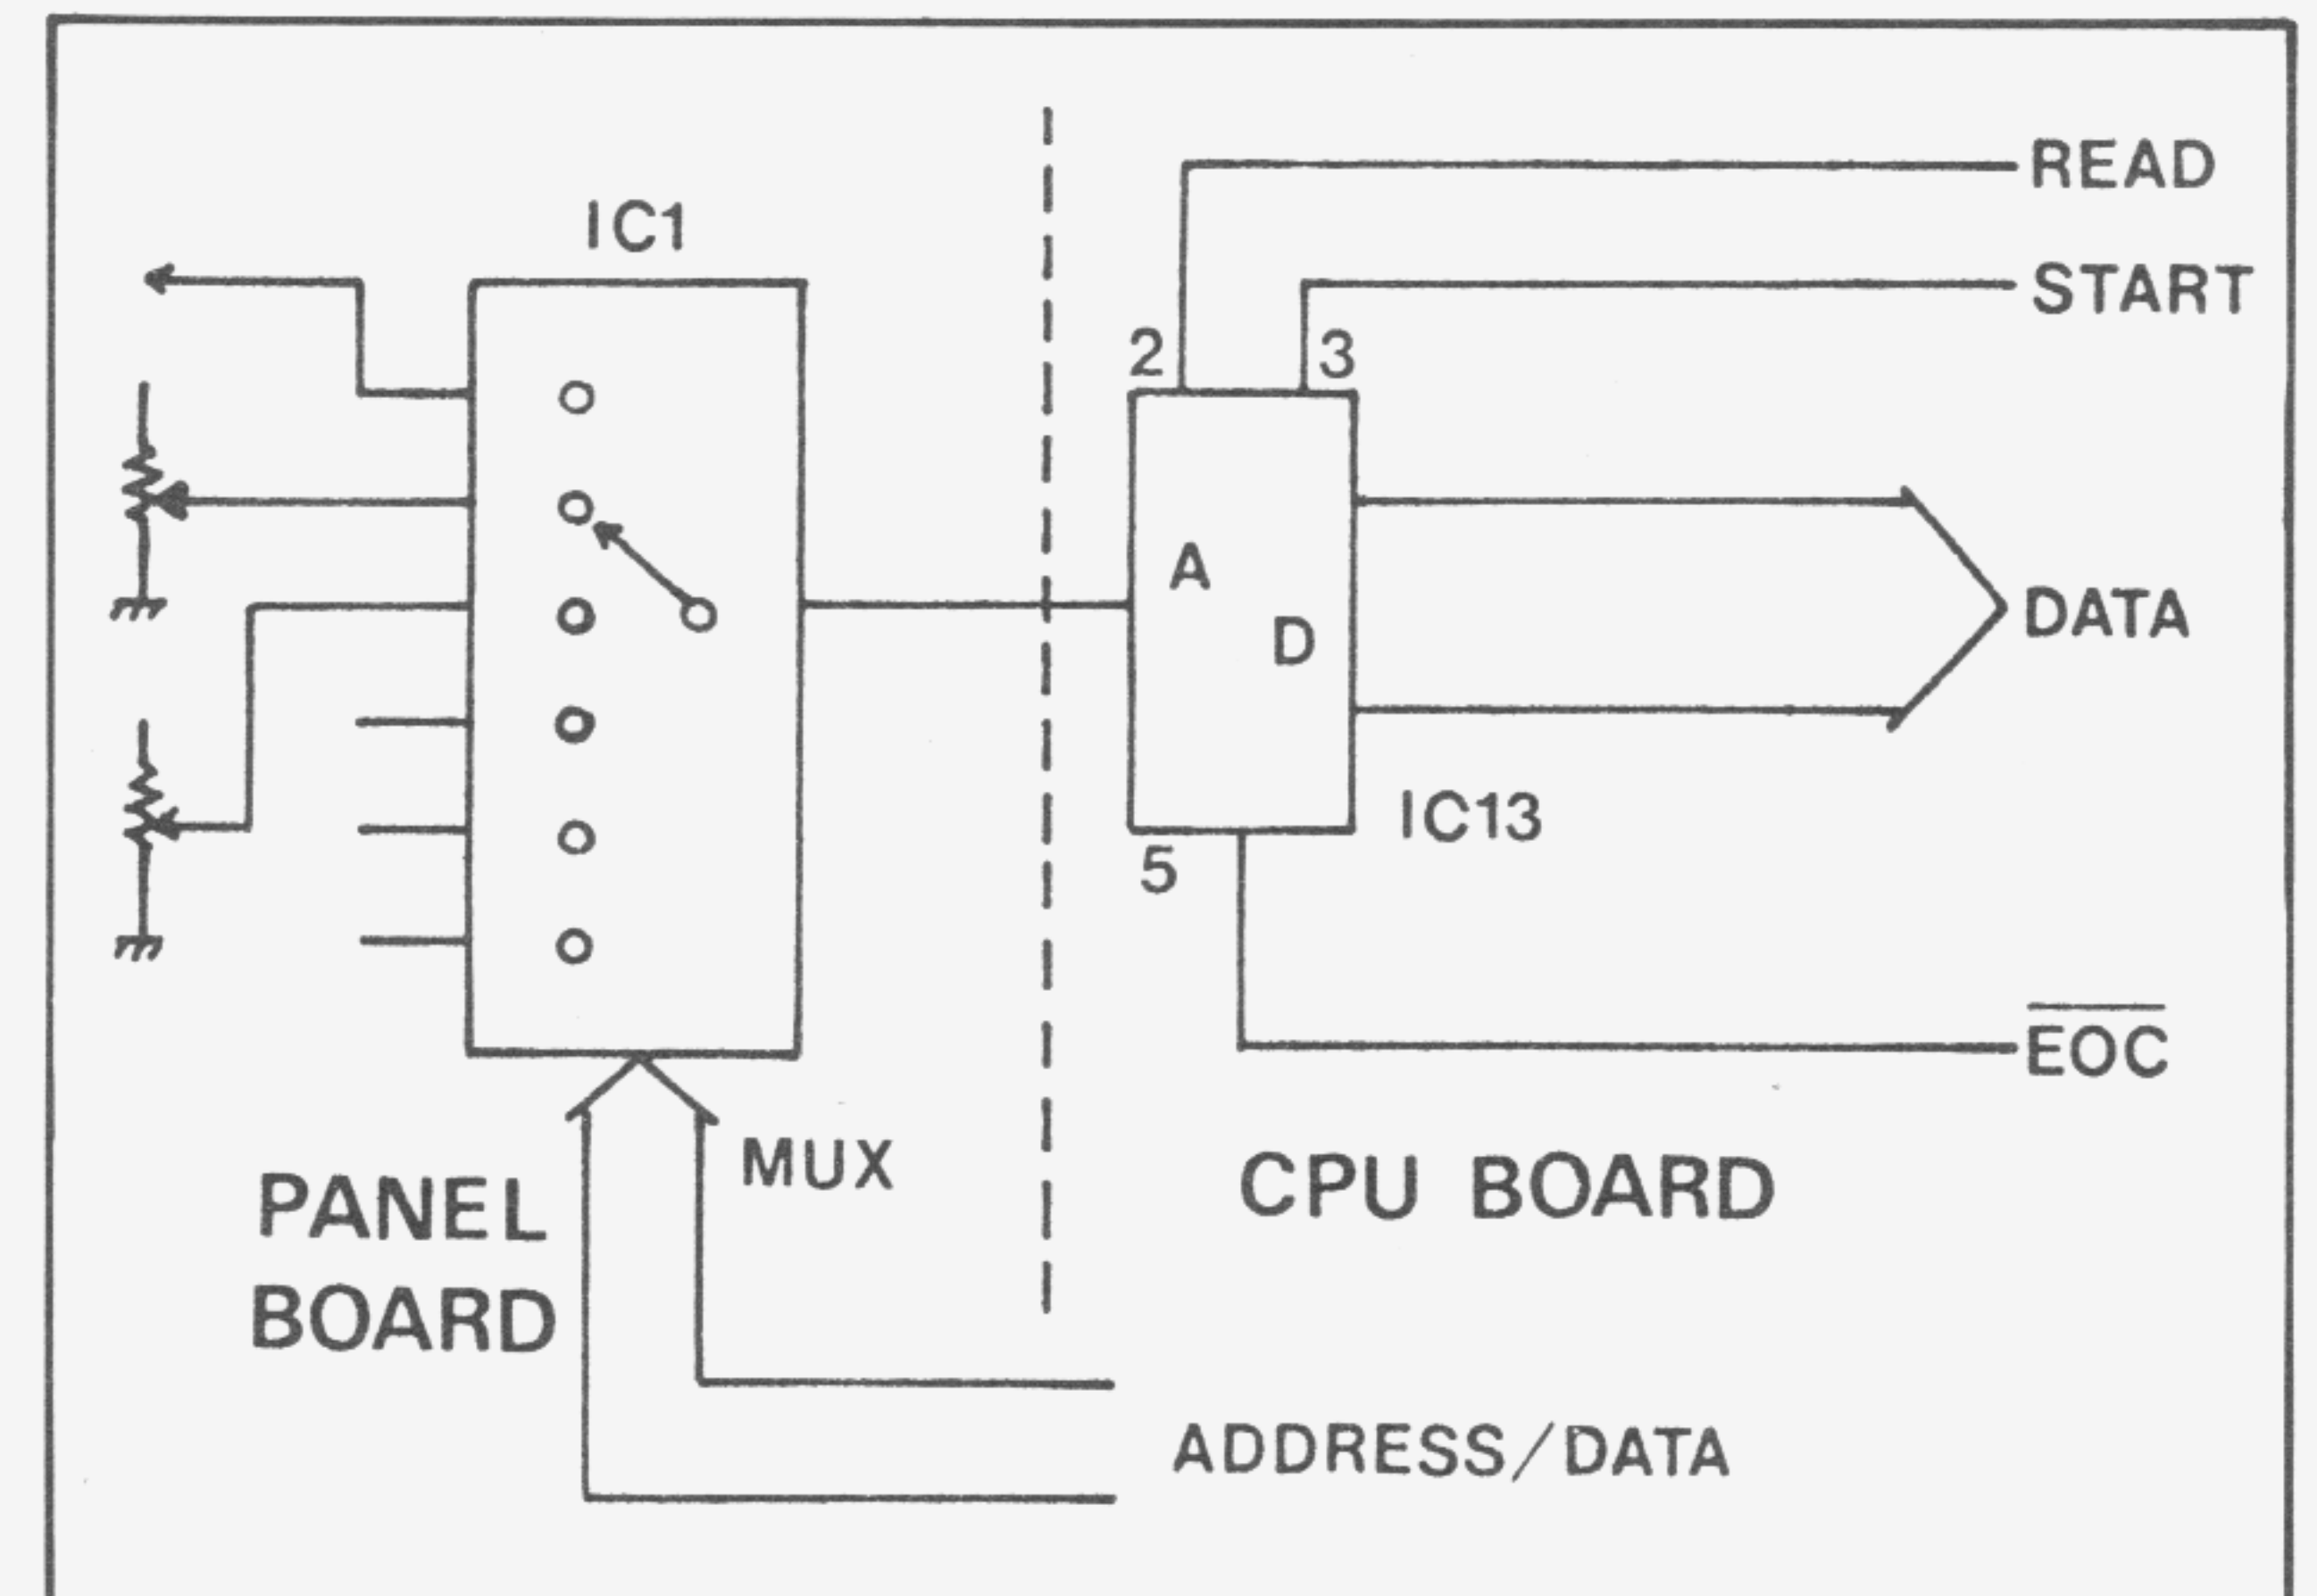 READ
IC1
START
2
3
A
D
DATA
IC13
5
EOC
MUX
PANEL
BOARD
CPU BOARD
ADDRESS/DATA